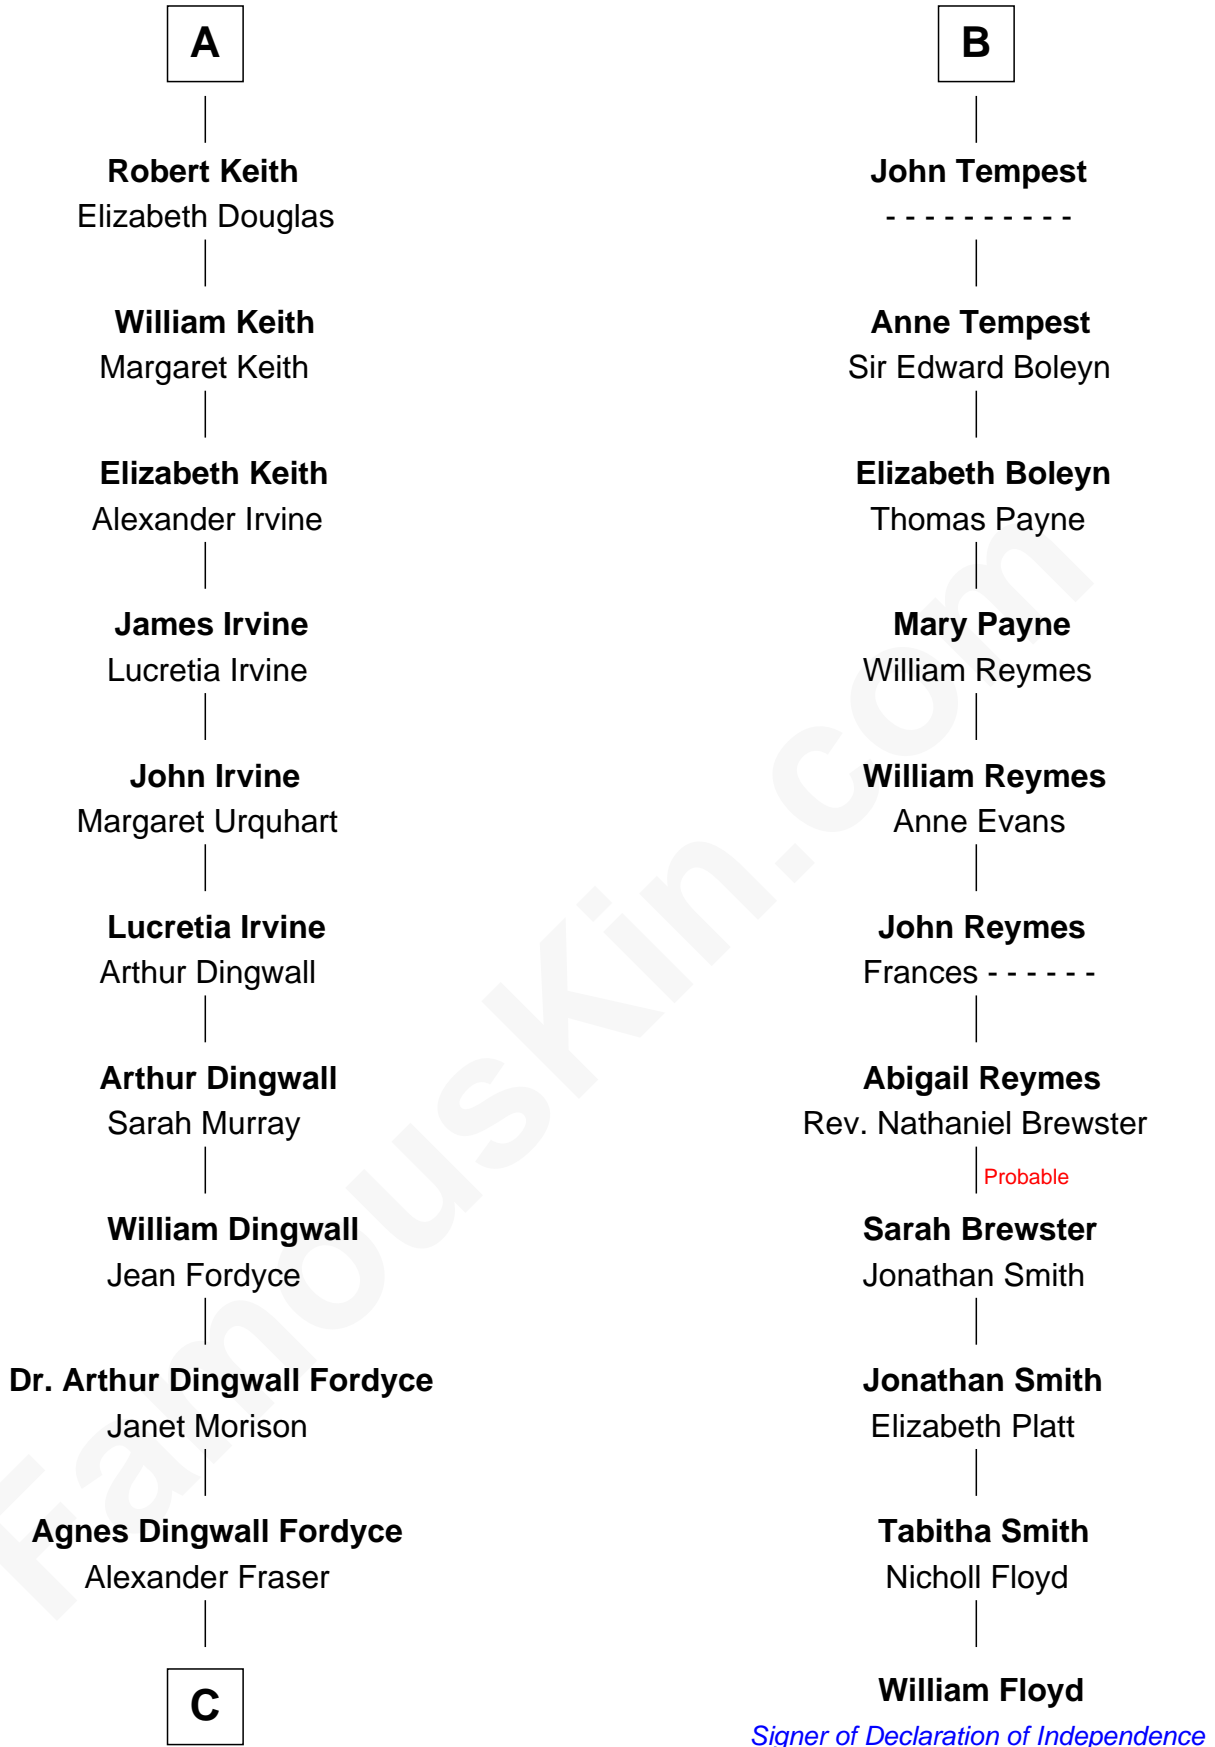 A
Robert Keith
Elizabeth Douglas
William Keith
Margaret Keith
Elizabeth Keith
Alexander Irvine
James Irvine
Lucretia Irvine
John Irvine
Margaret Urquhart
Lucretia Irvine
Arthur Dingwall
Arthur Dingwall
Sarah Murray
William Dingwall
Jean Fordyce
Dr. Arthur Dingwall Fordyce
Janet Morison
Agnes Dingwall Fordyce
Alexander Fraser
C
B
John Tempest
- - - - - - - - - -
Anne Tempest
Sir Edward Boleyn
Elizabeth Boleyn
Thomas Payne
Mary Payne
William Reymes
William Reymes
Anne Evans
John Reymes
Frances - - - - - -
Abigail Reymes
Rev. Nathaniel Brewster
Probable
Sarah Brewster
Jonathan Smith
Jonathan Smith
Elizabeth Platt
Tabitha Smith
Nicholl Floyd
William Floyd
Signer of Declaration of Independence
FamousKin.com